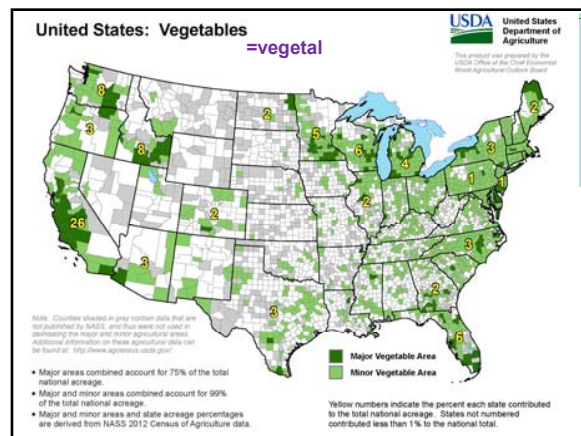 United States: Vegetables
=vegetal
USDA
United States
Department of
Agriculture
This product was prepared by the
USDA Office of the Chief Economist
World Agricultural Outlook Board
8
3
8
26
3
2
2
3
5
6
4
2
2
3
1
1
3
2
6
Note: Counties shaded in gray contain data that are
not published by NASS, and thus were not used in
delineating the major and minor agricultural areas.
Additional information on these agricultural data can
be found at: http://www.agcensus.usda.gov/
• Major areas combined account for 75% of the total
national acreage.
• Major and minor areas combined account for 99%
of the total national acreage.
• Major and minor areas and state acreage percentages
are derived from NASS 2012 Census of Agriculture data.
Major Vegetable Area
Minor Vegetable Area
Yellow numbers indicate the percent each state contributed
to the total national acreage. States not numbered
contributed less than 1% to the national total.